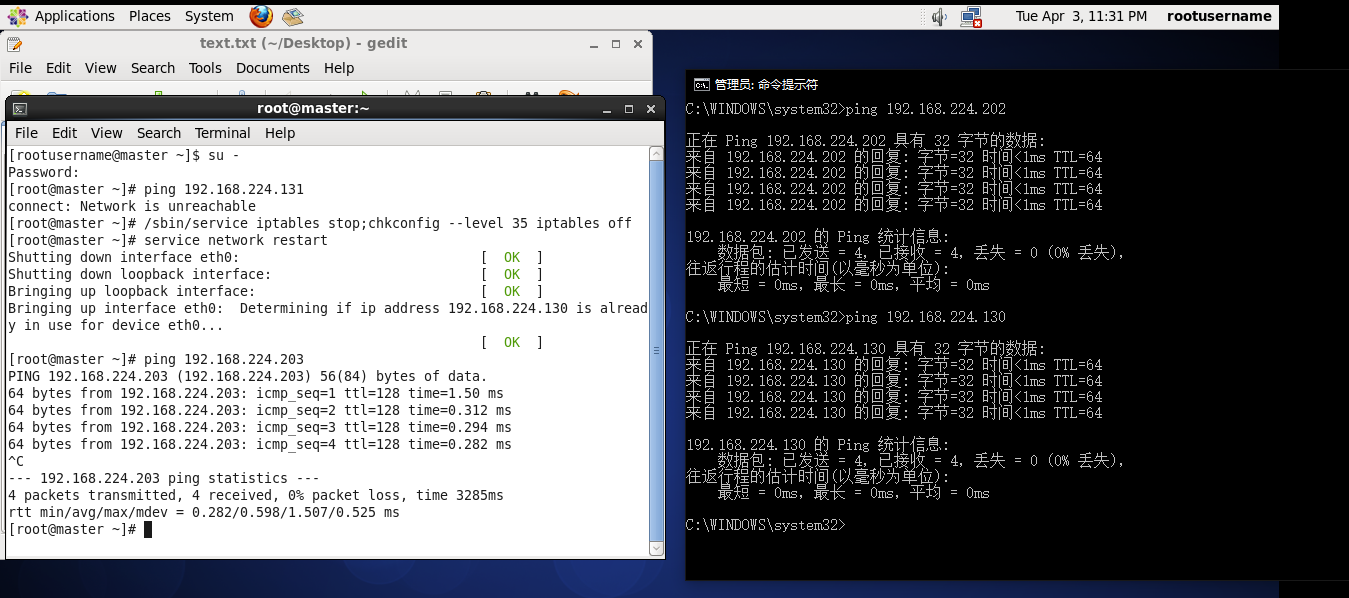 Applications Places System
Tue Apr 3, 11:31 PM rootusername
text.txt (~/Desktop) - gedit
File Edit View Search Tools Documents Help
root@master:~
File Edit View Search Terminal Help
[rootusername@master ~]$ su -
Password:
[root@master ~]# ping 192.168.224.131
connect: Network is unreachable
[root@master ~]# /sbin/service iptables stop;chkconfig --level 35 iptables off
[root@master ~]# service network restart
Shutting down interface eth0: [ OK ]
Shutting down loopback interface: [ OK ]
Bringing up loopback interface: [ OK ]
Bringing up interface eth0:  Determining if ip address 192.168.224.130 is alread
y in use for device eth0...
[ OK ]
[root@master ~]# ping 192.168.224.203
PING 192.168.224.203 (192.168.224.203) 56(84) bytes of data.
64 bytes from 192.168.224.203: icmp_seq=1 ttl=128 time=1.50 ms
64 bytes from 192.168.224.203: icmp_seq=2 ttl=128 time=0.312 ms
64 bytes from 192.168.224.203: icmp_seq=3 ttl=128 time=0.294 ms
64 bytes from 192.168.224.203: icmp_seq=4 ttl=128 time=0.282 ms
^C
--- 192.168.224.203 ping statistics ---
4 packets transmitted, 4 received, 0% packet loss, time 3285ms
rtt min/avg/max/mdev = 0.282/0.598/1.507/0.525 ms
[root@master ~]#
管理员: 命令提示符
C:\WINDOWS\system32>ping 192.168.224.202
正在 Ping 192.168.224.202 具有 32 字节的数据:
来自 192.168.224.202 的回复: 字节=32 时间<1ms TTL=64
来自 192.168.224.202 的回复: 字节=32 时间<1ms TTL=64
来自 192.168.224.202 的回复: 字节=32 时间<1ms TTL=64
来自 192.168.224.202 的回复: 字节=32 时间<1ms TTL=64
192.168.224.202 的 Ping 统计信息:
数据包: 已发送 = 4，已接收 = 4，丢失 = 0 (0% 丢失)，
往返行程的估计时间(以毫秒为单位):
最短 = 0ms，最长 = 0ms，平均 = 0ms
C:\WINDOWS\system32>ping 192.168.224.130
正在 Ping 192.168.224.130 具有 32 字节的数据:
来自 192.168.224.130 的回复: 字节=32 时间<1ms TTL=64
来自 192.168.224.130 的回复: 字节=32 时间<1ms TTL=64
来自 192.168.224.130 的回复: 字节=32 时间<1ms TTL=64
来自 192.168.224.130 的回复: 字节=32 时间<1ms TTL=64
192.168.224.130 的 Ping 统计信息:
数据包: 已发送 = 4，已接收 = 4，丢失 = 0 (0% 丢失)，
往返行程的估计时间(以毫秒为单位):
最短 = 0ms，最长 = 0ms，平均 = 0ms
C:\WINDOWS\system32>